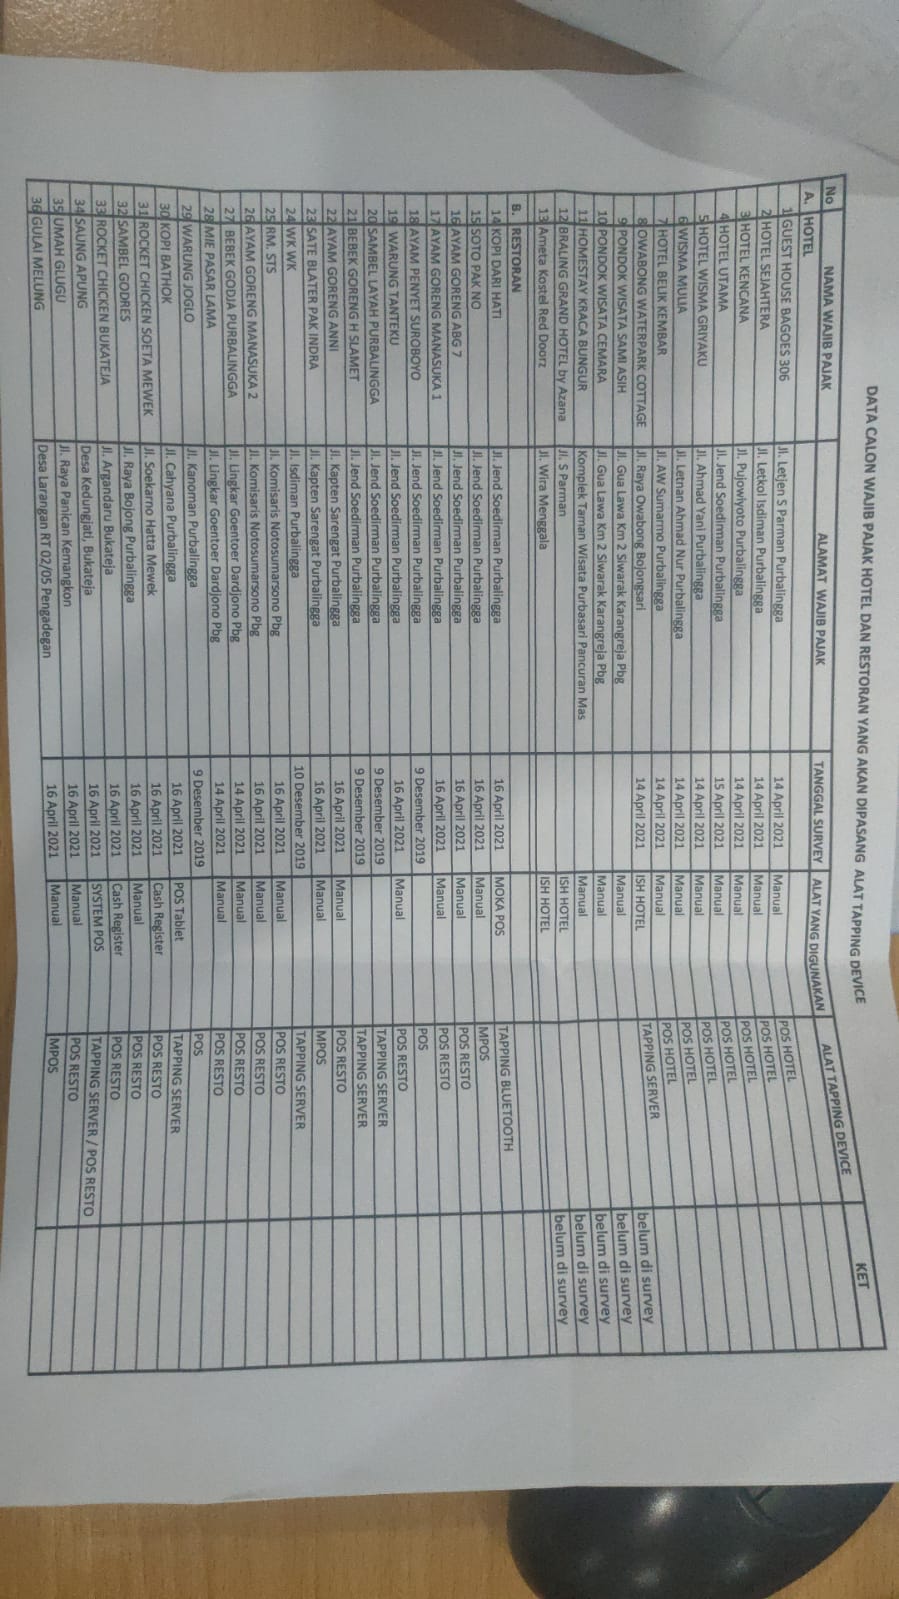 DATA CALON WAJIB PAJAK HOTEL DAN RESTORAN YANG AKAN DIPASANG ALAT TAPPING DEVICE
No NAMA WAJIB PAJAK ALAMAT WAJIB PAJAK TANGGAL SURVEY ALAT YANG DIGUNAKAN ALAT TAPPING DEVICE KET
A. HOTEL
1 GUEST HOUSE BAGOES 306 Jl. Letjen S Parman Purbalingga 14 April 2021 Manual POS HOTEL
2 HOTEL SEJAHTERA Jl. Letkol Isdiman Purbalingga 14 April 2021 Manual POS HOTEL
3 HOTEL KENCANA Jl. Pujowiyoto Purbalingga 14 April 2021 Manual POS HOTEL
4 HOTEL UTAMA Jl. Jend Soediman Purbalingga 15 April 2021 Manual POS HOTEL
5 HOTEL WISMA GRIYAKU Jl. Ahmad Yani Purbalingga 14 April 2021 Manual POS HOTEL
6 WISMA MULIA Jl. Letnan Ahmad Nur Purbalingga 14 April 2021 Manual POS HOTEL
7 HOTEL BELIK KEMBAR Jl. AW Sumarmo Purbalingga 14 April 2021 Manual POS HOTEL
8 OWABONG WATERPARK COTTAGE Jl. Raya Owabong Bojongsari 14 April 2021 ISH HOTEL TAPPING SERVER
9 PONDOK WISATA SAMI ASIH Jl. Gua Lawa Km 2 Siwarak Karangreja Pbg Manual belum di survey
10 PONDOK WISATA CEMARA Jl. Gua Lawa Km 2 Siwarak Karangreja Pbg Manual belum di survey
11 HOMESTAY KRACA BUNGUR Komplek Taman Wisata Purbasari Pancuran Mas Manual belum di survey
12 BRALING GRAND HOTEL by Azana Jl. S Parman ISH HOTEL belum di survey
13 Ameta Kostel Red Doorz Jl. Wira Menggala ISH HOTEL belum di survey
B. RESTORAN
14 KOPI DARI HATI Jl. Jend Soedirman Purbalingga 16 April 2021 MOKA POS TAPPING BLUETOOTH
15 SOTO PAK NO Jl. Jend Soedirman Purbalingga 16 April 2021 Manual MPOS
16 AYAM GORENG ABG 7 Jl. Jend Soedirman Purbalingga 16 April 2021 Manual POS RESTO
17 AYAM GORENG MANASUKA 1 Jl. Jend Soedirman Purbalingga 16 April 2021 Manual POS RESTO
18 AYAM PENYET SUROBOYO Jl. Jend Soedirman Purbalingga 9 Desember 2019 POS
19 WARUNG TANTEKU Jl. Jend Soedirman Purbalingga 16 April 2021 Manual POS RESTO
20 SAMBEL LAYAH PURBALINGGA Jl. Jend Soedirman Purbalingga 9 Desember 2019 TAPPING SERVER
21 BEBEK GORENG H SLAMET Jl. Jend Soedirman Purbalingga 9 Desember 2019 TAPPING SERVER
22 AYAM GORENG ANNI Jl. Kapten Sarengat Purbalingga 16 April 2021 Manual POS RESTO
23 SATE BLATER PAK INDRA Jl. Kapten Sarengat Purbalingga 16 April 2021 Manual MPOS
24 WK WK Jl. Isdiman Purbalingga 10 Desember 2019 TAPPING SERVER
25 RM. STS Jl. Komisaris Notosumarsono Pbg 16 April 2021 Manual POS RESTO
26 AYAM GORENG MANASUKA 2 Jl. Komisaris Notosumarsono Pbg 16 April 2021 Manual POS RESTO
27 BEBEK GODJA PURBALINGGA Jl. Lingkar Goentoer Dardjono Pbg 14 April 2021 Manual POS RESTO
28 MIE PASAR LAMA Jl. Lingkar Goentoer Dardjono Pbg 14 April 2021 Manual POS RESTO
29 WARUNG JOGLO Jl. Kanoman Purbalingga 9 Desember 2019 POS
30 KOPI BATHOK Jl. Cahyana Purbalingga 16 April 2021 POS Tablet TAPPING SERVER
31 ROCKET CHICKEN SOETA MEWEK Jl. Soekarno Hatta Mewek 16 April 2021 Cash Register POS RESTO
32 SAMBEL GODRES Jl. Raya Bojong Purbalingga 16 April 2021 Manual POS RESTO
33 ROCKET CHICKEN BUKATEJA Jl. Argandaru Bukateja 16 April 2021 Cash Register POS RESTO
34 SAUNG APUNG Desa Kedungjati, Bukateja 16 April 2021 SYSTEM POS TAPPING SERVER / POS RESTO
35 UMAH GLUGU Jl. Raya Panican Kemangkon 16 April 2021 Manual POS RESTO
36 GULAI MELUNG Desa Larangan RT 02/05 Pengadegan 16 April 2021 Manual MPOS